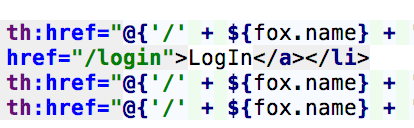 th:href="@{'/' + ${fox.name} +
href="/login">LogIn</a></li>
th:href="@{'/' + ${fox.name} +
th:href="@{'/' + ${fox.name} +